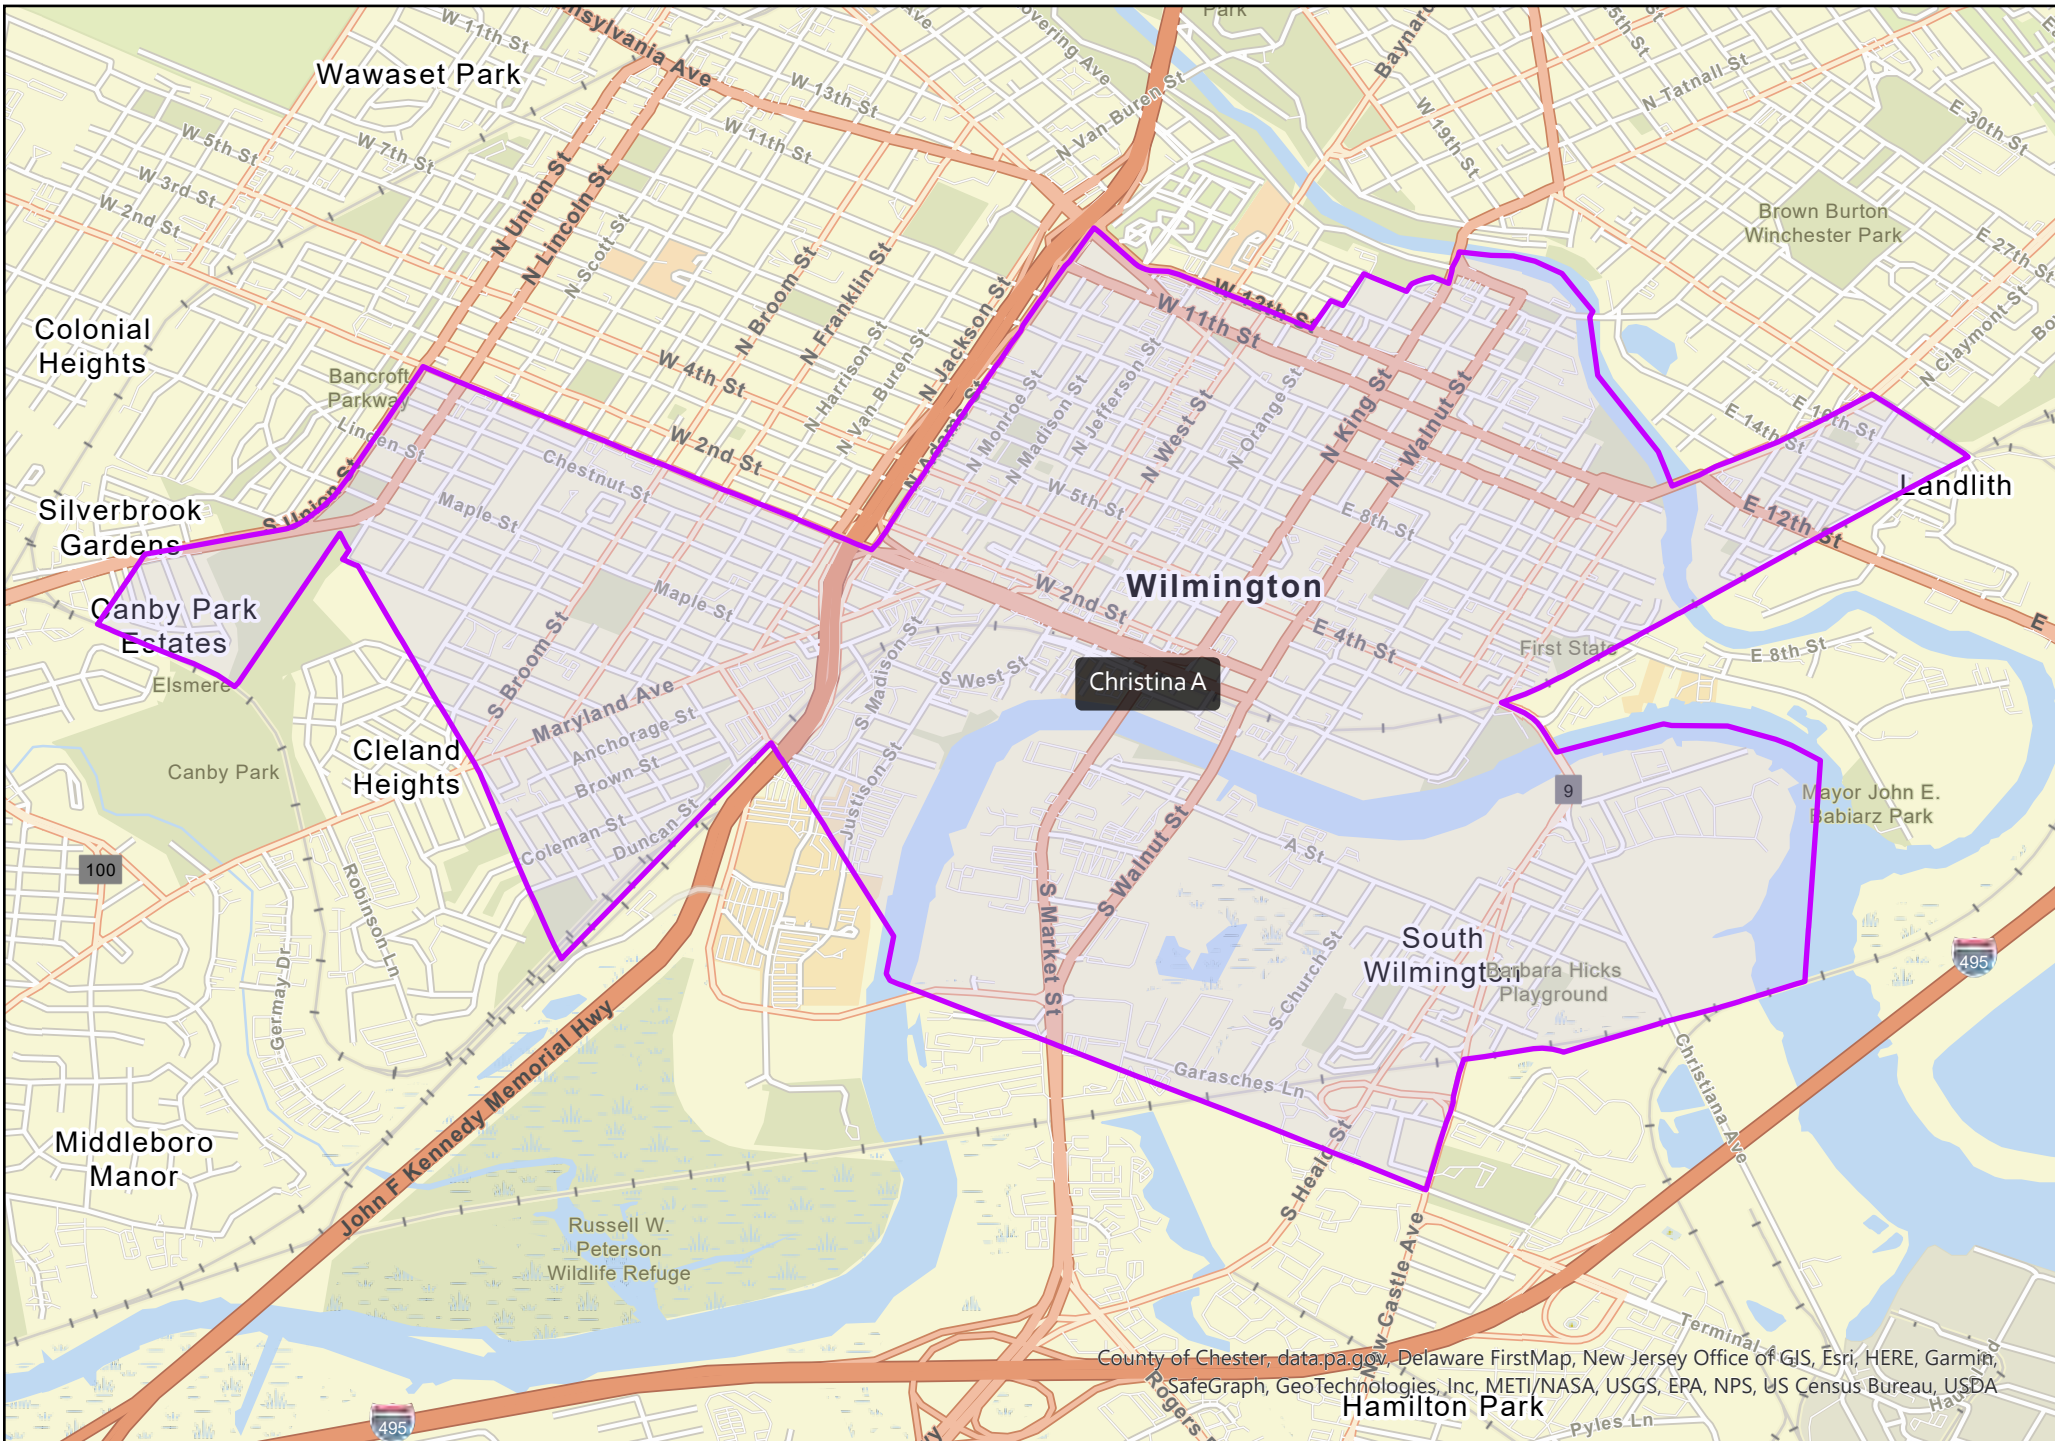 Park
W 11th St
nsylvania Ave
Ave
overing Ave
Baynard
15th St
St
Wawaset Park
W 13th St
N Van Buren St
N Tatnall St
E 30th St
W 5th St
W 7th St
W 11th St
W 19th St
W 3rd St
W 2nd St
N Union St
N Lincoln St
N Scott St
N Broom St
N Franklin St
Brown Burton
Winchester Park
E 27th St
Colonial
Heights
N Harrison St
N Van Buren St
N Jackson St
N Adams St
W 12th St
W 11th St
N Claymont St
Bo
W 4th St
Bancroft
Parkway
Linden St
W 2nd St
Chestnut St
N Monroe St
N Madison St
N Jefferson St
N West St
N Orange St
N King St
N Walnut St
E 14th St
E 16th St
Landlith
Silverbrook
Gardens
S Union St
Maple St
W 5th St
E 8th St
E 12th St
Canby Park
Estates
Maple St
W 2nd St
Wilmington
E 4th St
E
First State
E 8th St
Elsmere
S Broom St
Maryland Ave
S Madison St
S West St
Christina A
Cleland
Heights
Canby Park
Anchorage St
Brown St
Coleman St
Duncan St
Justison St
9
Mayor John E.
Babiarz Park
100
Robinson Ln
Germay Dr
S Market St
S Walnut St
A St
S Church St
South
Wilmington
Barbara Hicks
Playground
495
John F Kennedy Memorial Hwy
Garasches Ln
Christiana Ave
Middleboro
Manor
S Heald St
Russell W.
Peterson
Wildlife Refuge
New Castle Ave
Terminal
County of Chester, data.pa.gov, Delaware FirstMap, New Jersey Office of GIS, Esri, HERE, Garmin,
SafeGraph, GeoTechnologies, Inc, METI/NASA, USGS, EPA, NPS, US Census Bureau, USDA
Hamilton Park
Pyles Ln
495